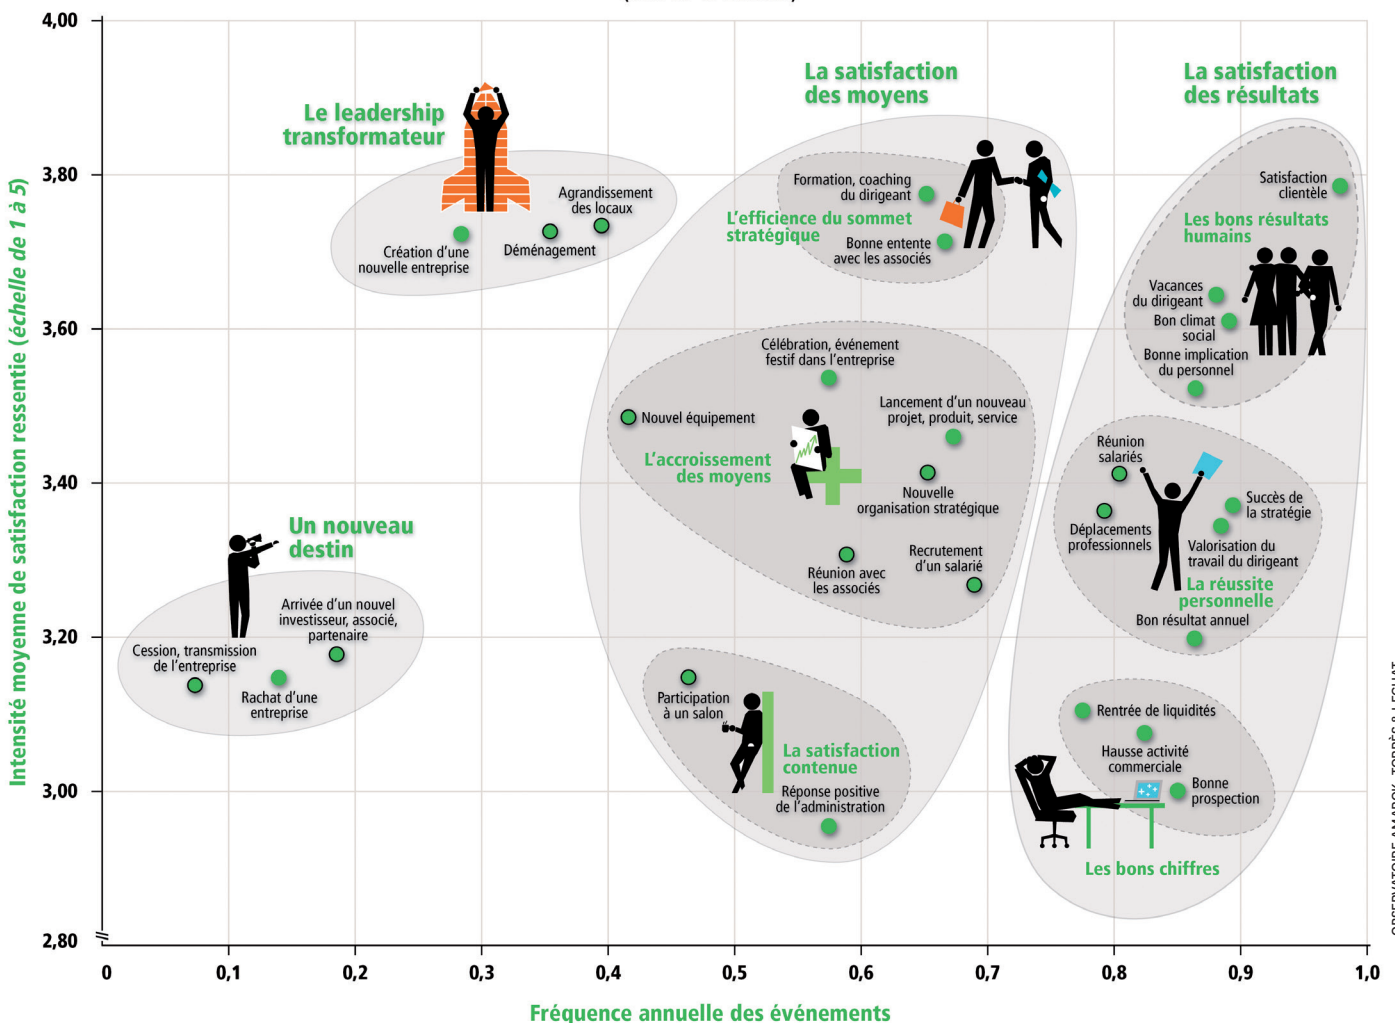 4,00
3,80
3,60
3,40
3,20
3,00
2,80
Intensité moyenne de satisfaction ressentie (échelle de 1 à 5)
Le leadership
transformateur
Agrandissement
des locaux
Déménagement
Création d'une
nouvelle entreprise
La satisfaction
des moyens
Formation, coaching
du dirigeant
L'efficience du sommet
stratégique
Bonne entente
avec les associés
Célébration, événement
festif dans l'entreprise
Nouvel équipement
Lancement d'un nouveau
projet, produit, service
L'accroissement
des moyens
Nouvelle
organisation stratégique
Réunion avec
les associés
Recrutement
d'un salarié
Participation
à un salon
La satisfaction
contenue
Réponse positive
de l'administration
La satisfaction
des résultats
Satisfaction
clientèle
Les bons résultats
humains
Vacances
du dirigeant
Bon climat
social
Bonne implication
du personnel
Réunion
salariés
Déplacements
professionnels
Succès de
la stratégie
Valorisation du
travail du dirigeant
La réussite
personnelle
Bon résultat annuel
Rentrée de liquidités
Hausse activité
commerciale
Bonne
prospection
Les bons chiffres
Un nouveau
destin
Arrivée d'un nouvel
investisseur, associé,
partenaire
Cession, transmission
de l'entreprise
Rachat d'une
entreprise
0 0,1 0,2 0,3 0,4 0,5 0,6 0,7 0,8 0,9 1,0
Fréquence annuelle des événements